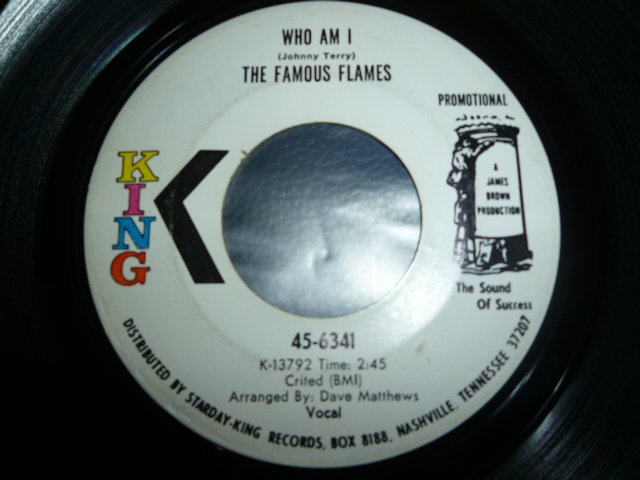 WHO AM I
(Johnny Terry)
THE FAMOUS FLAMES
PROMOTIONAL
KING
K
A
JAMES
BROWN
PRODUCTION
The Sound
Of Success
45-6341
K-13792 Time: 2:45
Crited (BMI)
Arranged By: Dave Matthews
Vocal
DISTRIBUTED BY STARDAY-KING RECORDS, BOX 8188, NASHVILLE, TENNESSEE 37207